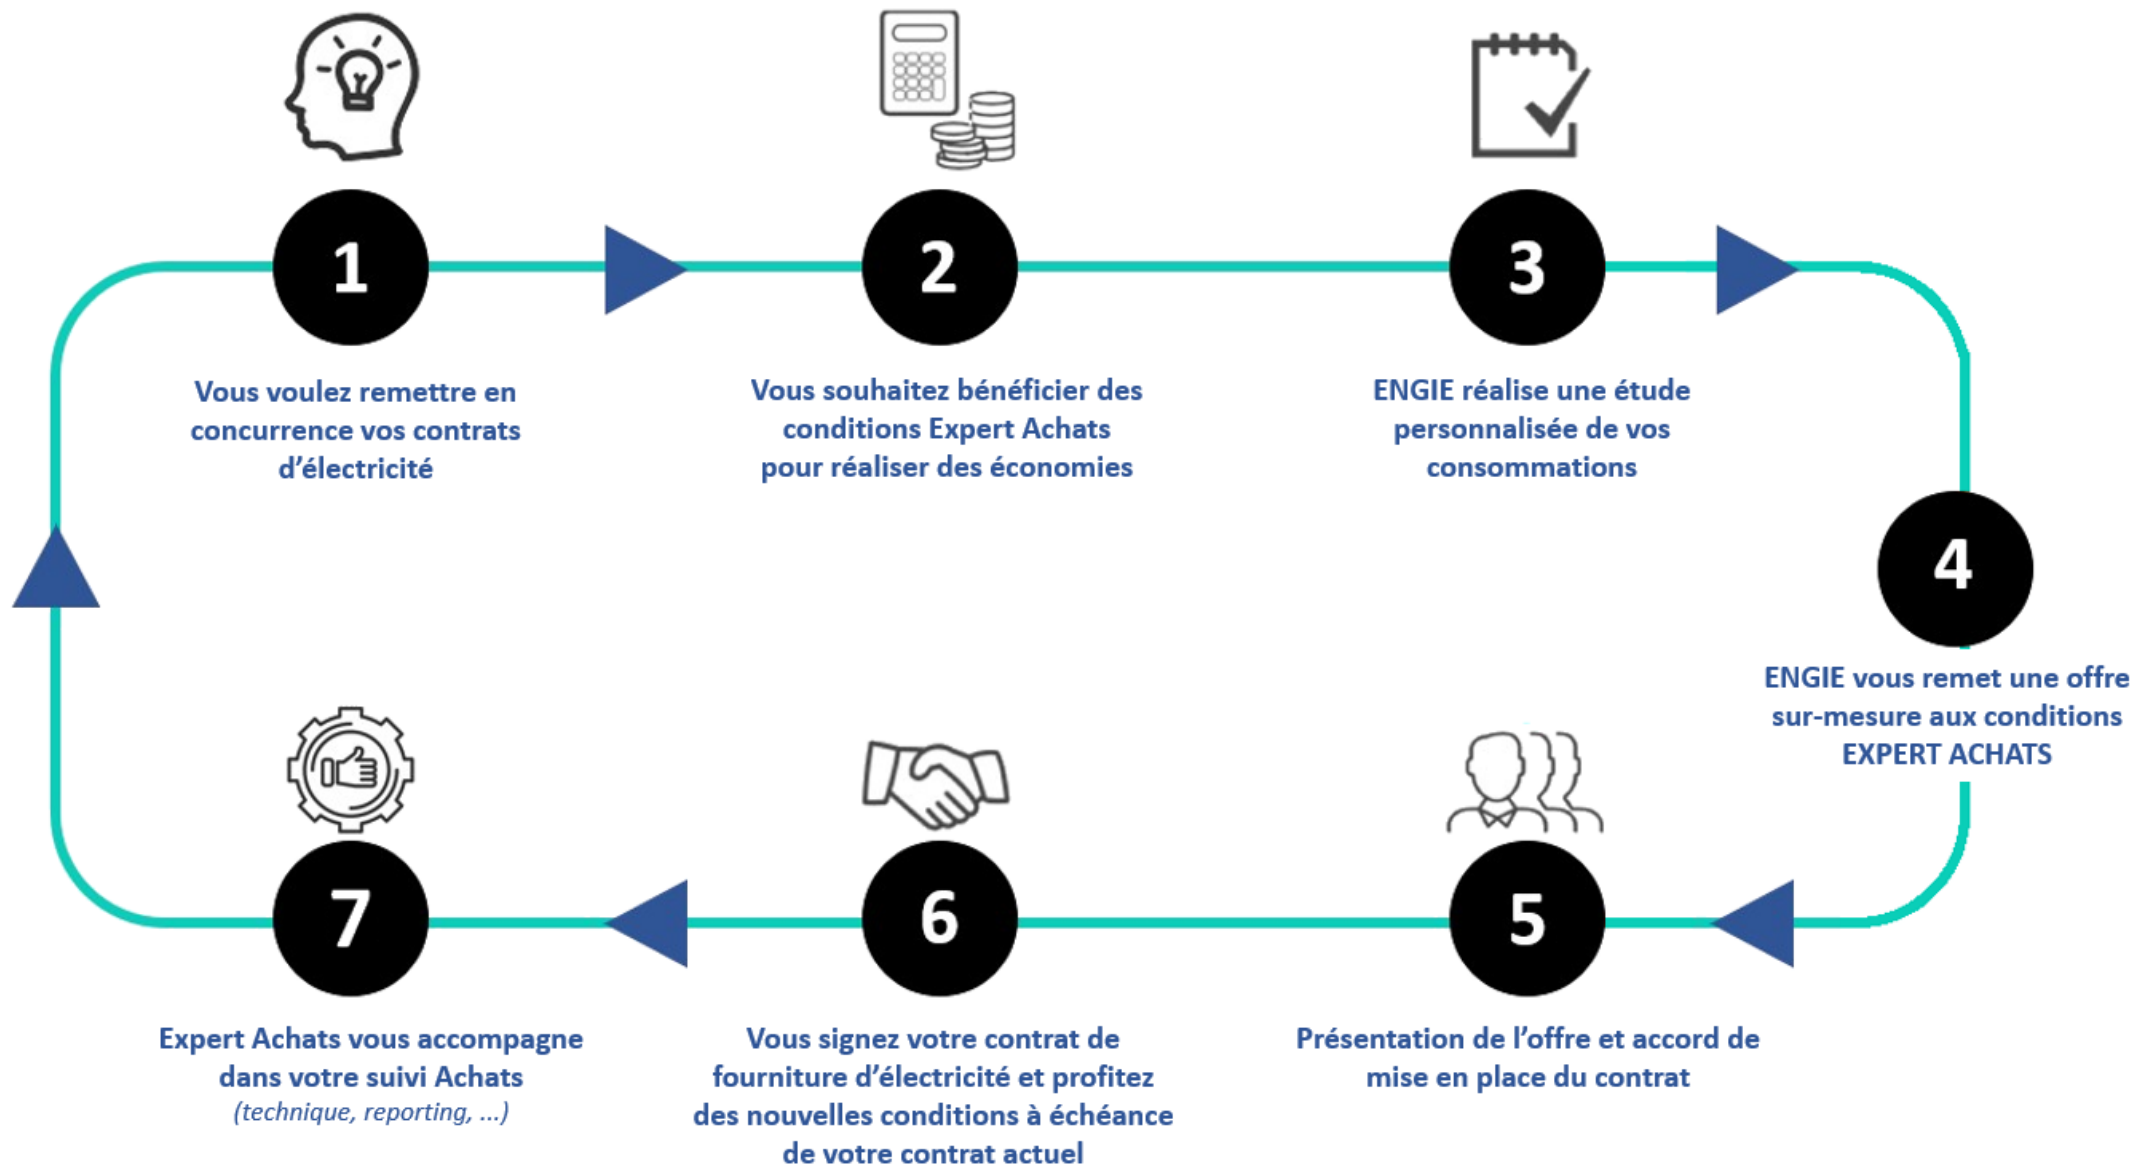 1
Vous voulez remettre en
concurrence vos contrats
d’électricité
2
Vous souhaitez bénéficier des
conditions Expert Achats
pour réaliser des économies
3
ENGIE réalise une étude
personnalisée de vos
consommations
4
ENGIE vous remet une offre
sur-mesure aux conditions
EXPERT ACHATS
5
Présentation de l’offre et accord de
mise en place du contrat
6
Vous signez votre contrat de
fourniture d’électricité et profitez
des nouvelles conditions à échéance
de votre contrat actuel
7
Expert Achats vous accompagne
dans votre suivi Achats
(technique, reporting, ...)